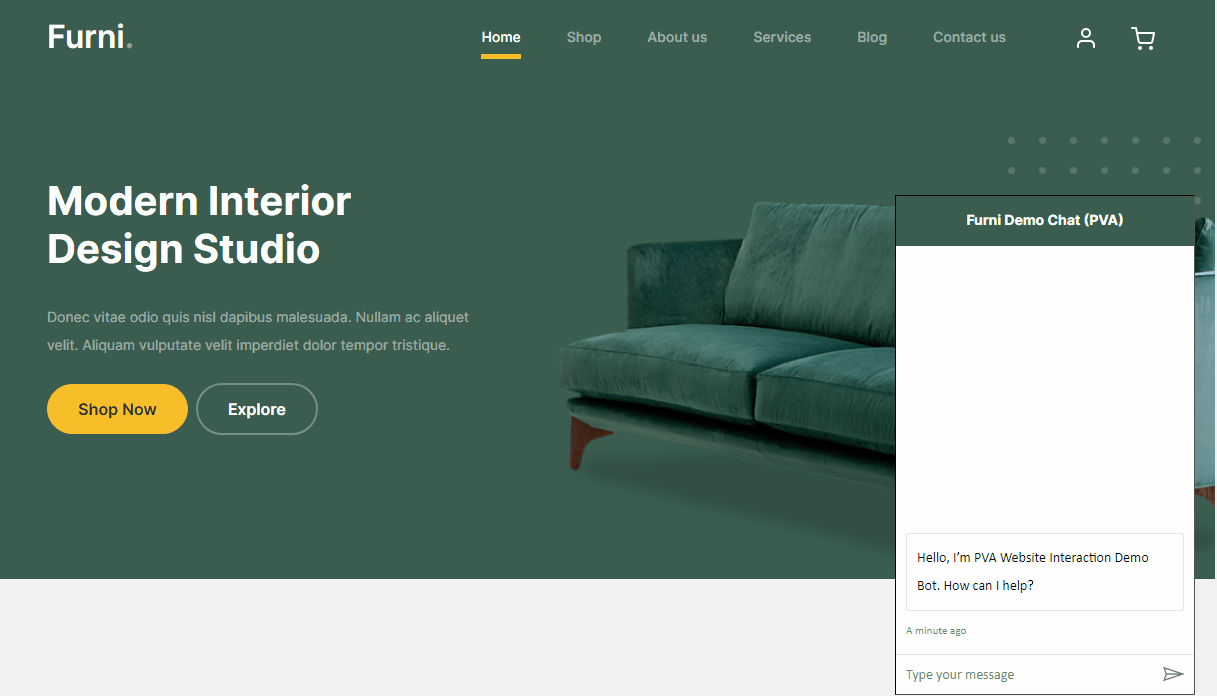 Furni.
Home
Shop
About us
Services
Blog
Contact us
Modern Interior
Design Studio
Donec vitae odio quis nisl dapibus malesuada. Nullam ac aliquet
velit. Aliquam vulputate velit imperdiet dolor tempor tristique.
Shop Now
Explore
Furni Demo Chat (PVA)
Hello, I’m PVA Website Interaction Demo
Bot. How can I help?
A minute ago
Type your message